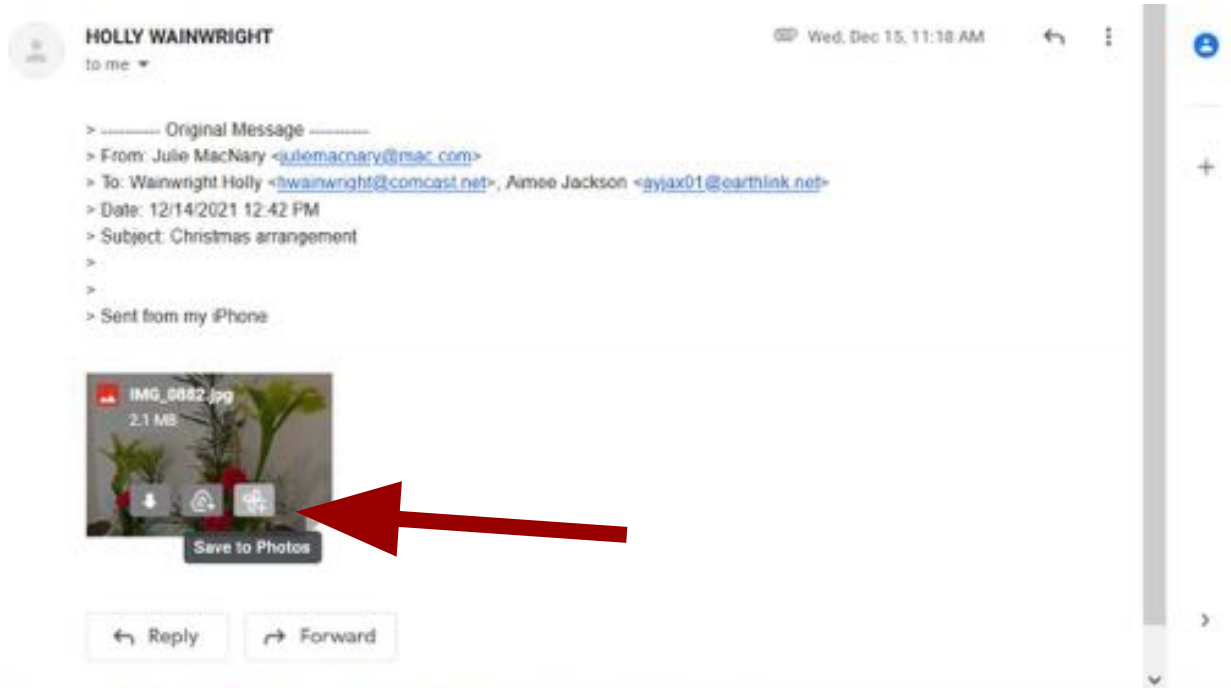 HOLLY WAINWRIGHT
Wed, Dec 15, 11:18 AM
to me
> ---------- Original Message ----------
> From: Julie MacNary <juliemacnary@mac.com>
> To: Wainwright Holly <hwainwright@comcast.net>, Aimee Jackson <ayjax01@earthlink.net>
> Date: 12/14/2021 12:42 PM
> Subject: Christmas arrangement
>
>
> Sent from my iPhone
IMG_0882.jpg
2.1 MB
Save to Photos
Reply
Forward